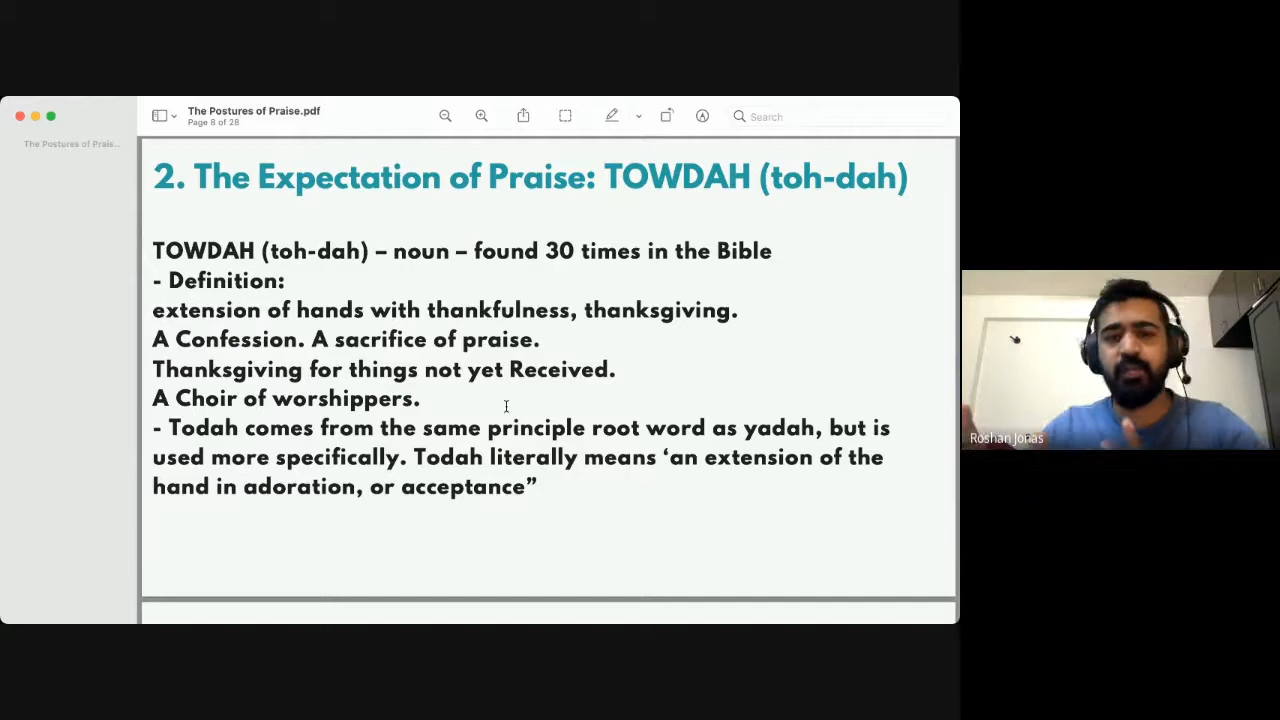 The Postures of Praise.pdf
Page 8 of 28
Search
The Postures of Prais...
2. The Expectation of Praise: TOWDAH (toh-dah)
TOWDAH (toh-dah) – noun – found 30 times in the Bible
- Definition:
extension of hands with thankfulness, thanksgiving.
A Confession. A sacrifice of praise.
Thanksgiving for things not yet Received.
A Choir of worshippers.
- Todah comes from the same principle root word as yadah, but is
used more specifically. Todah literally means ‘an extension of the
hand in adoration, or acceptance”
Roshan Jonas